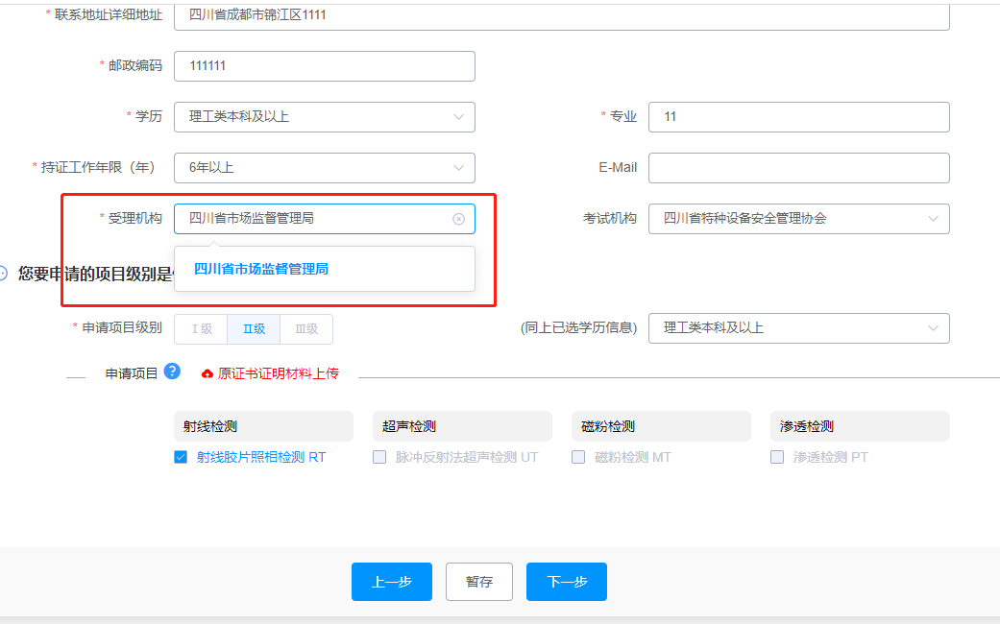 * 联系地址详细地址 四川省成都市锦江区1111
* 邮政编码 111111
* 学历 理工类本科及以上 * 专业 11
* 持证工作年限（年） 6年以上 E-Mail
* 受理机构 四川省市场监督管理局 考试机构 四川省特种设备安全管理协会
四川省市场监督管理局
您要申请的项目级别是
* 申请项目级别 I 级 II级 III级 (同上已选学历信息) 理工类本科及以上
申请项目 ? 原证书证明材料上传
射线检测 超声检测 磁粉检测 渗透检测
射线胶片照相检测 RT 脉冲反射法超声检测 UT 磁粉检测 MT 渗透检测 PT
上一步 暂存 下一步